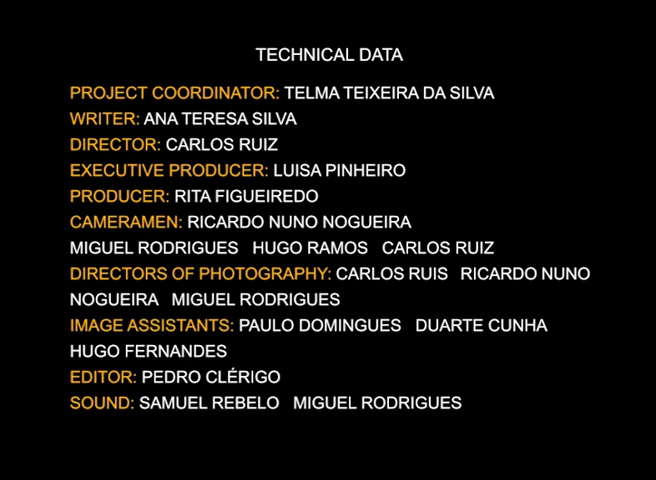 TECHNICAL DATA
PROJECT COORDINATOR: TELMA TEIXEIRA DA SILVA
WRITER: ANA TERESA SILVA
DIRECTOR: CARLOS RUIZ
EXECUTIVE PRODUCER: LUISA PINHEIRO
PRODUCER: RITA FIGUEIREDO
CAMERAMEN: RICARDO NUNO NOGUEIRA
MIGUEL RODRIGUES HUGO RAMOS CARLOS RUIZ
DIRECTORS OF PHOTOGRAPHY: CARLOS RUIS RICARDO NUNO
NOGUEIRA MIGUEL RODRIGUES
IMAGE ASSISTANTS: PAULO DOMINGUES DUARTE CUNHA
HUGO FERNANDES
EDITOR: PEDRO CLÉRIGO
SOUND: SAMUEL REBELO MIGUEL RODRIGUES